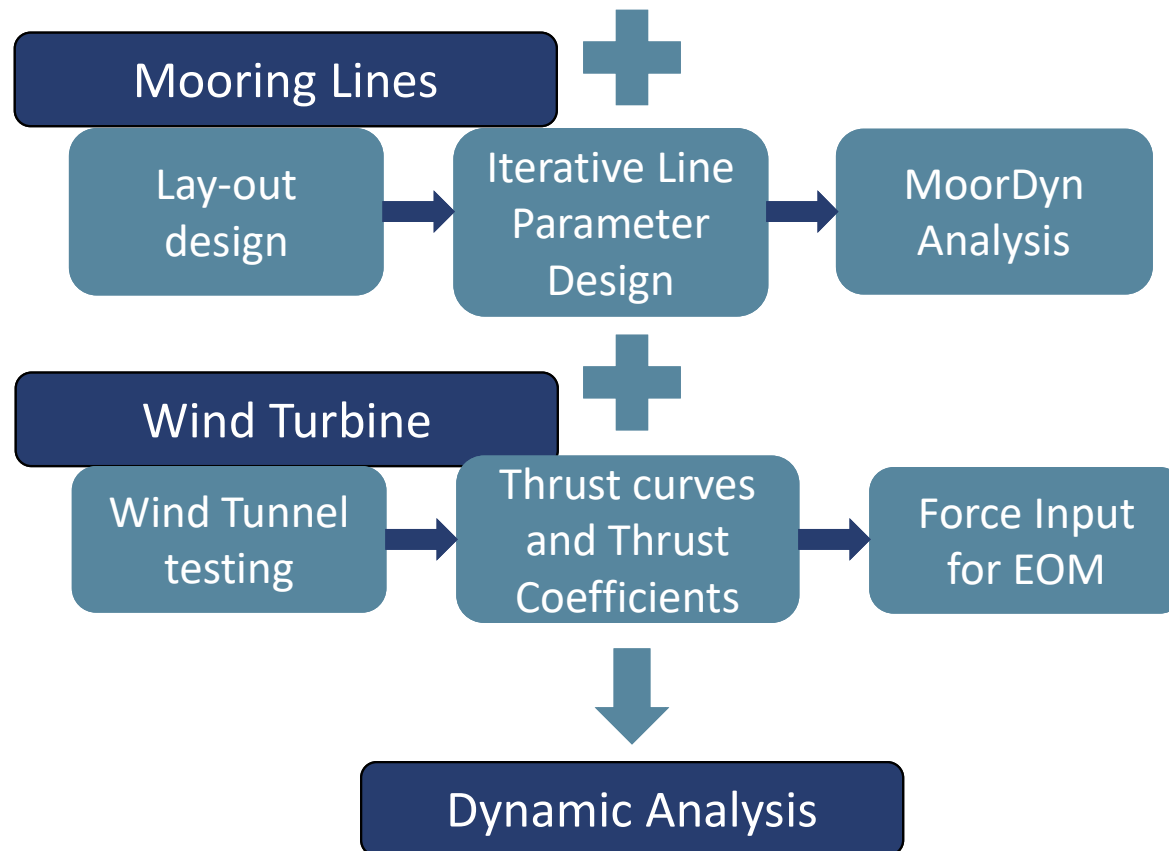 Mooring Lines
Lay-out
design
Iterative Line
Parameter
Design
MoorDyn
Analysis
Wind Turbine
Wind Tunnel
testing
Thrust curves
and Thrust
Coefficients
Force Input
for EOM
Dynamic Analysis